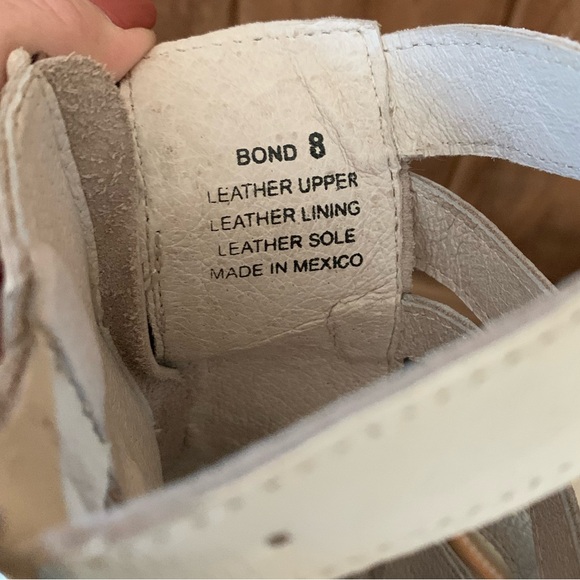 BOND 8
LEATHER UPPER
LEATHER LINING
LEATHER SOLE
MADE IN MEXICO